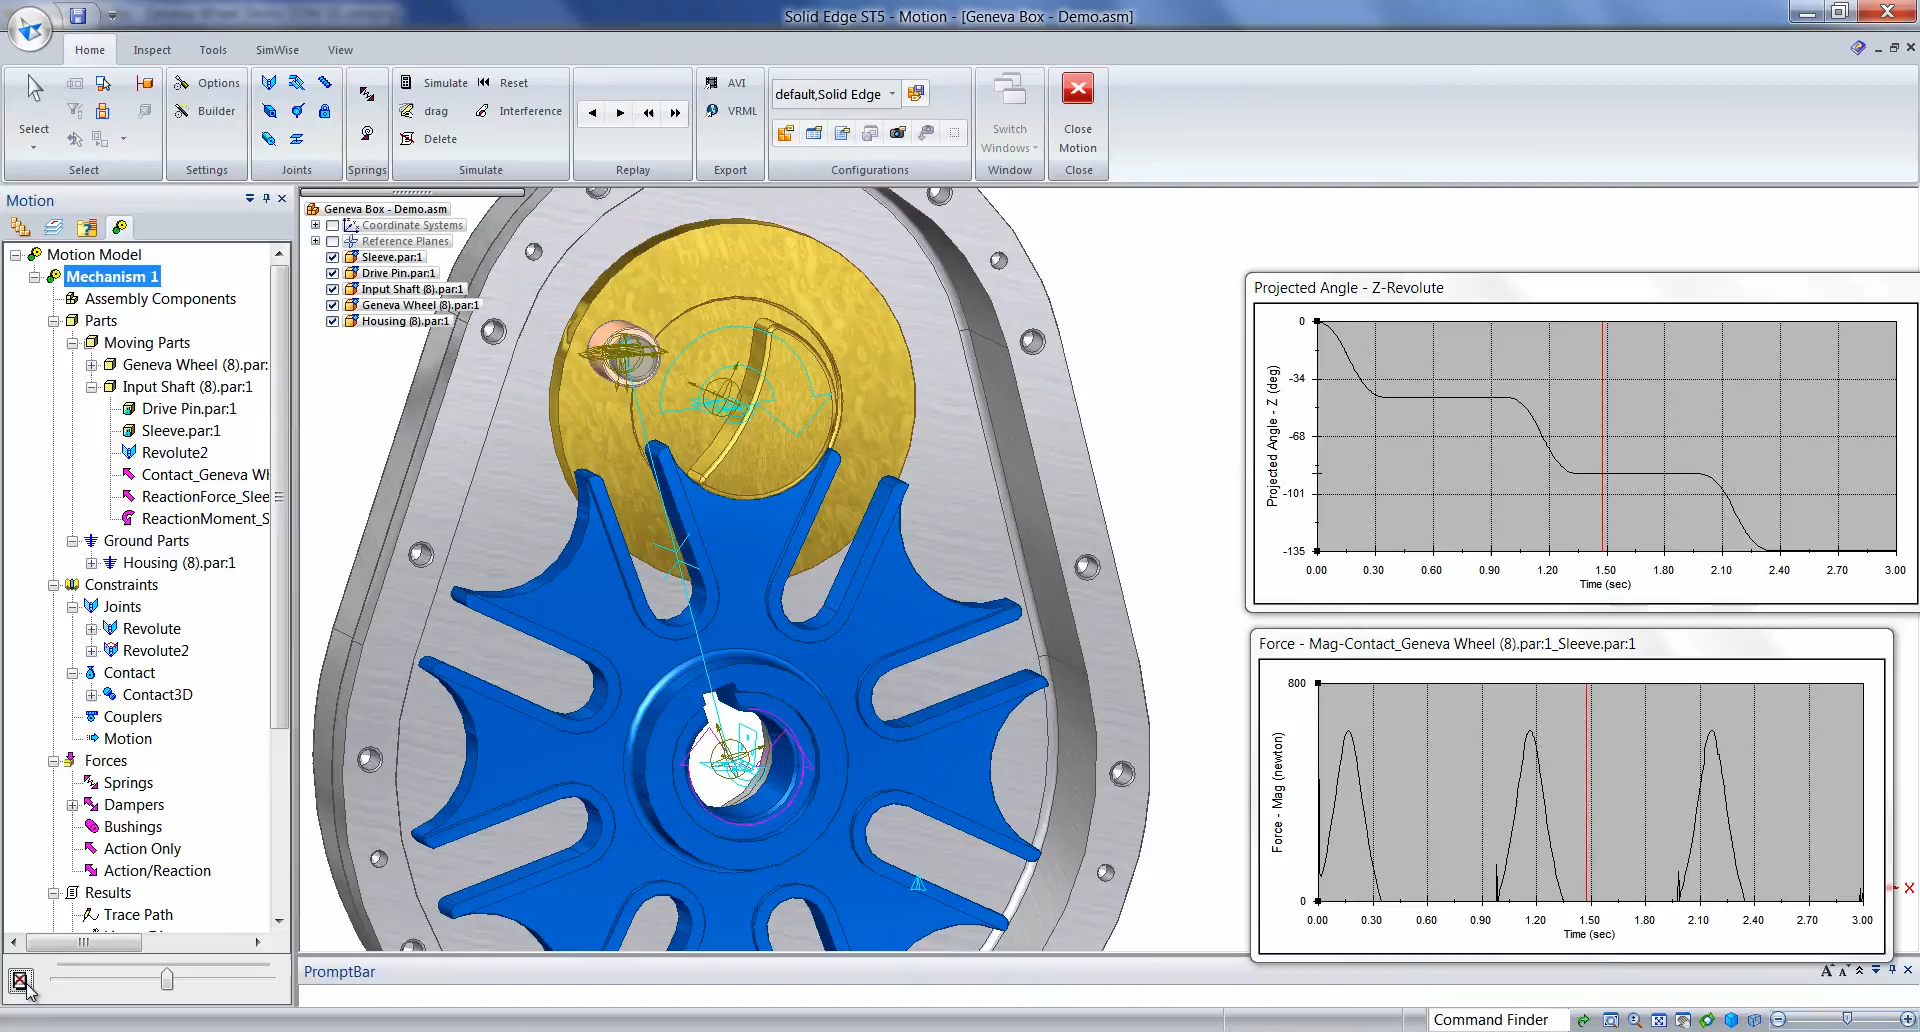 Solid Edge ST5 - Motion - [Geneva Box - Demo.asm]
Home Inspect Tools SimWise View
Select
Select
Options
Builder
Settings
Joints
Springs
Simulate Reset
drag Interference
Delete
Simulate
Replay
AVI
VRML
Export
default,Solid Edge
Configurations
Switch
Windows
Window
Close
Motion
Close
Motion
Motion Model
Mechanism 1
Assembly Components
Parts
Moving Parts
Geneva Wheel (8).par:
Input Shaft (8).par:1
Drive Pin.par:1
Sleeve.par:1
Revolute2
Contact_Geneva Wh
ReactionForce_Slee
ReactionMoment_S
Ground Parts
Housing (8).par:1
Constraints
Joints
Revolute
Revolute2
Contact
Contact3D
Couplers
Motion
Forces
Springs
Dampers
Bushings
Action Only
Action/Reaction
Results
Trace Path
Geneva Box - Demo.asm
Coordinate Systems
Reference Planes
Sleeve.par:1
Drive Pin.par:1
Input Shaft (8).par:1
Geneva Wheel (8).par:1
Housing (8).par:1
Projected Angle - Z-Revolute
Projected Angle - Z (deg)
0
-34
-68
-101
-135
0.00 0.30 0.60 0.90 1.20 1.50 1.80 2.10 2.40 2.70 3.00
Time (sec)
Force - Mag-Contact_Geneva Wheel (8).par:1_Sleeve.par:1
Force - Mag (newton)
800
0
0.00 0.30 0.60 0.90 1.20 1.50 1.80 2.10 2.40 2.70 3.00
Time (sec)
PromptBar
Command Finder